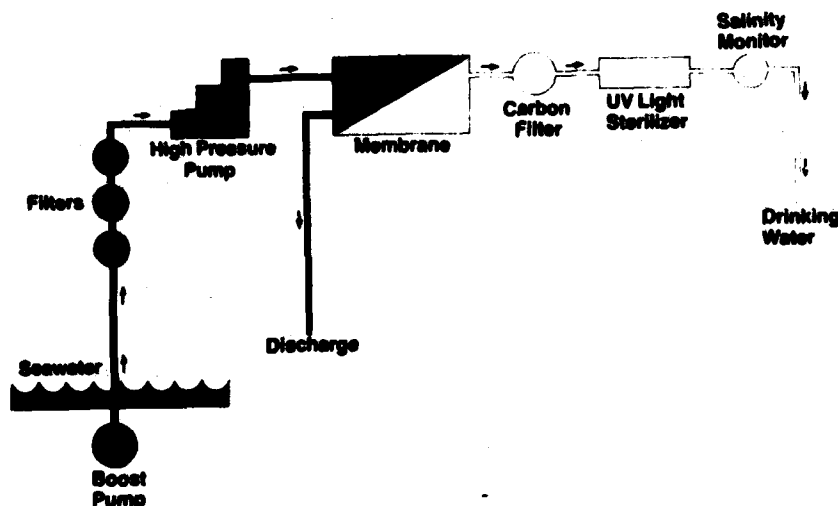 Salinity
Monitor
Carbon
Filter
UV Light
Sterilizer
High Pressure
Pump
Membrane
Filters
Drinking
Water
Discharge
Seawater
Boost
Pump